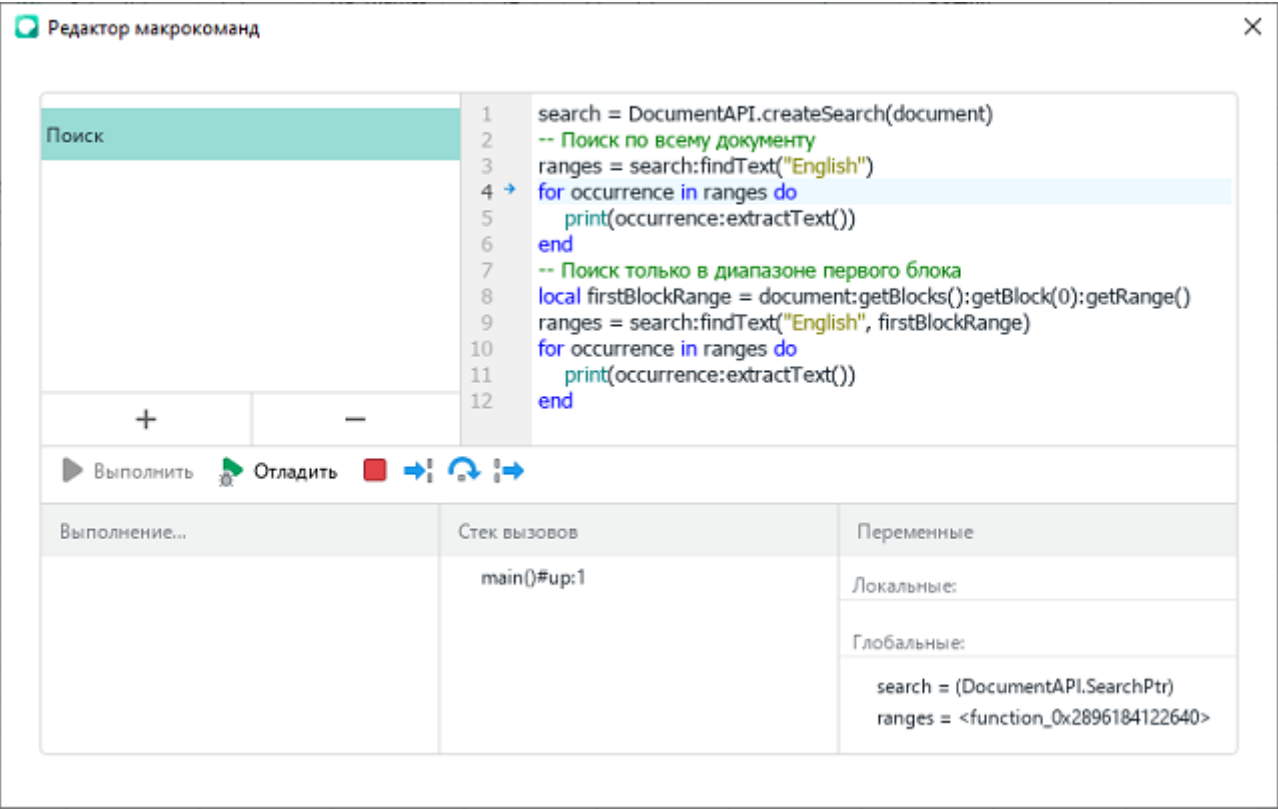 Редактор макрокоманд
Поиск
1 search = DocumentAPI.createSearch(document)
2 -- Поиск по всему документу
3 ranges = search:findText("English")
4 for occurrence in ranges do
5 print(occurrence:extractText())
6 end
7 -- Поиск только в диапазоне первого блока
8 local firstBlockRange = document:getBlocks():getBlock(0):getRange()
9 ranges = search:findText("English", firstBlockRange)
10 for occurrence in ranges do
11 print(occurrence:extractText())
12 end
Выполнить Отладить
Выполнение...
Стек вызовов
main()#up:1
Переменные
Локальные:
Глобальные:
search = (DocumentAPI.SearchPtr)
ranges = <function_0x2896184122640>